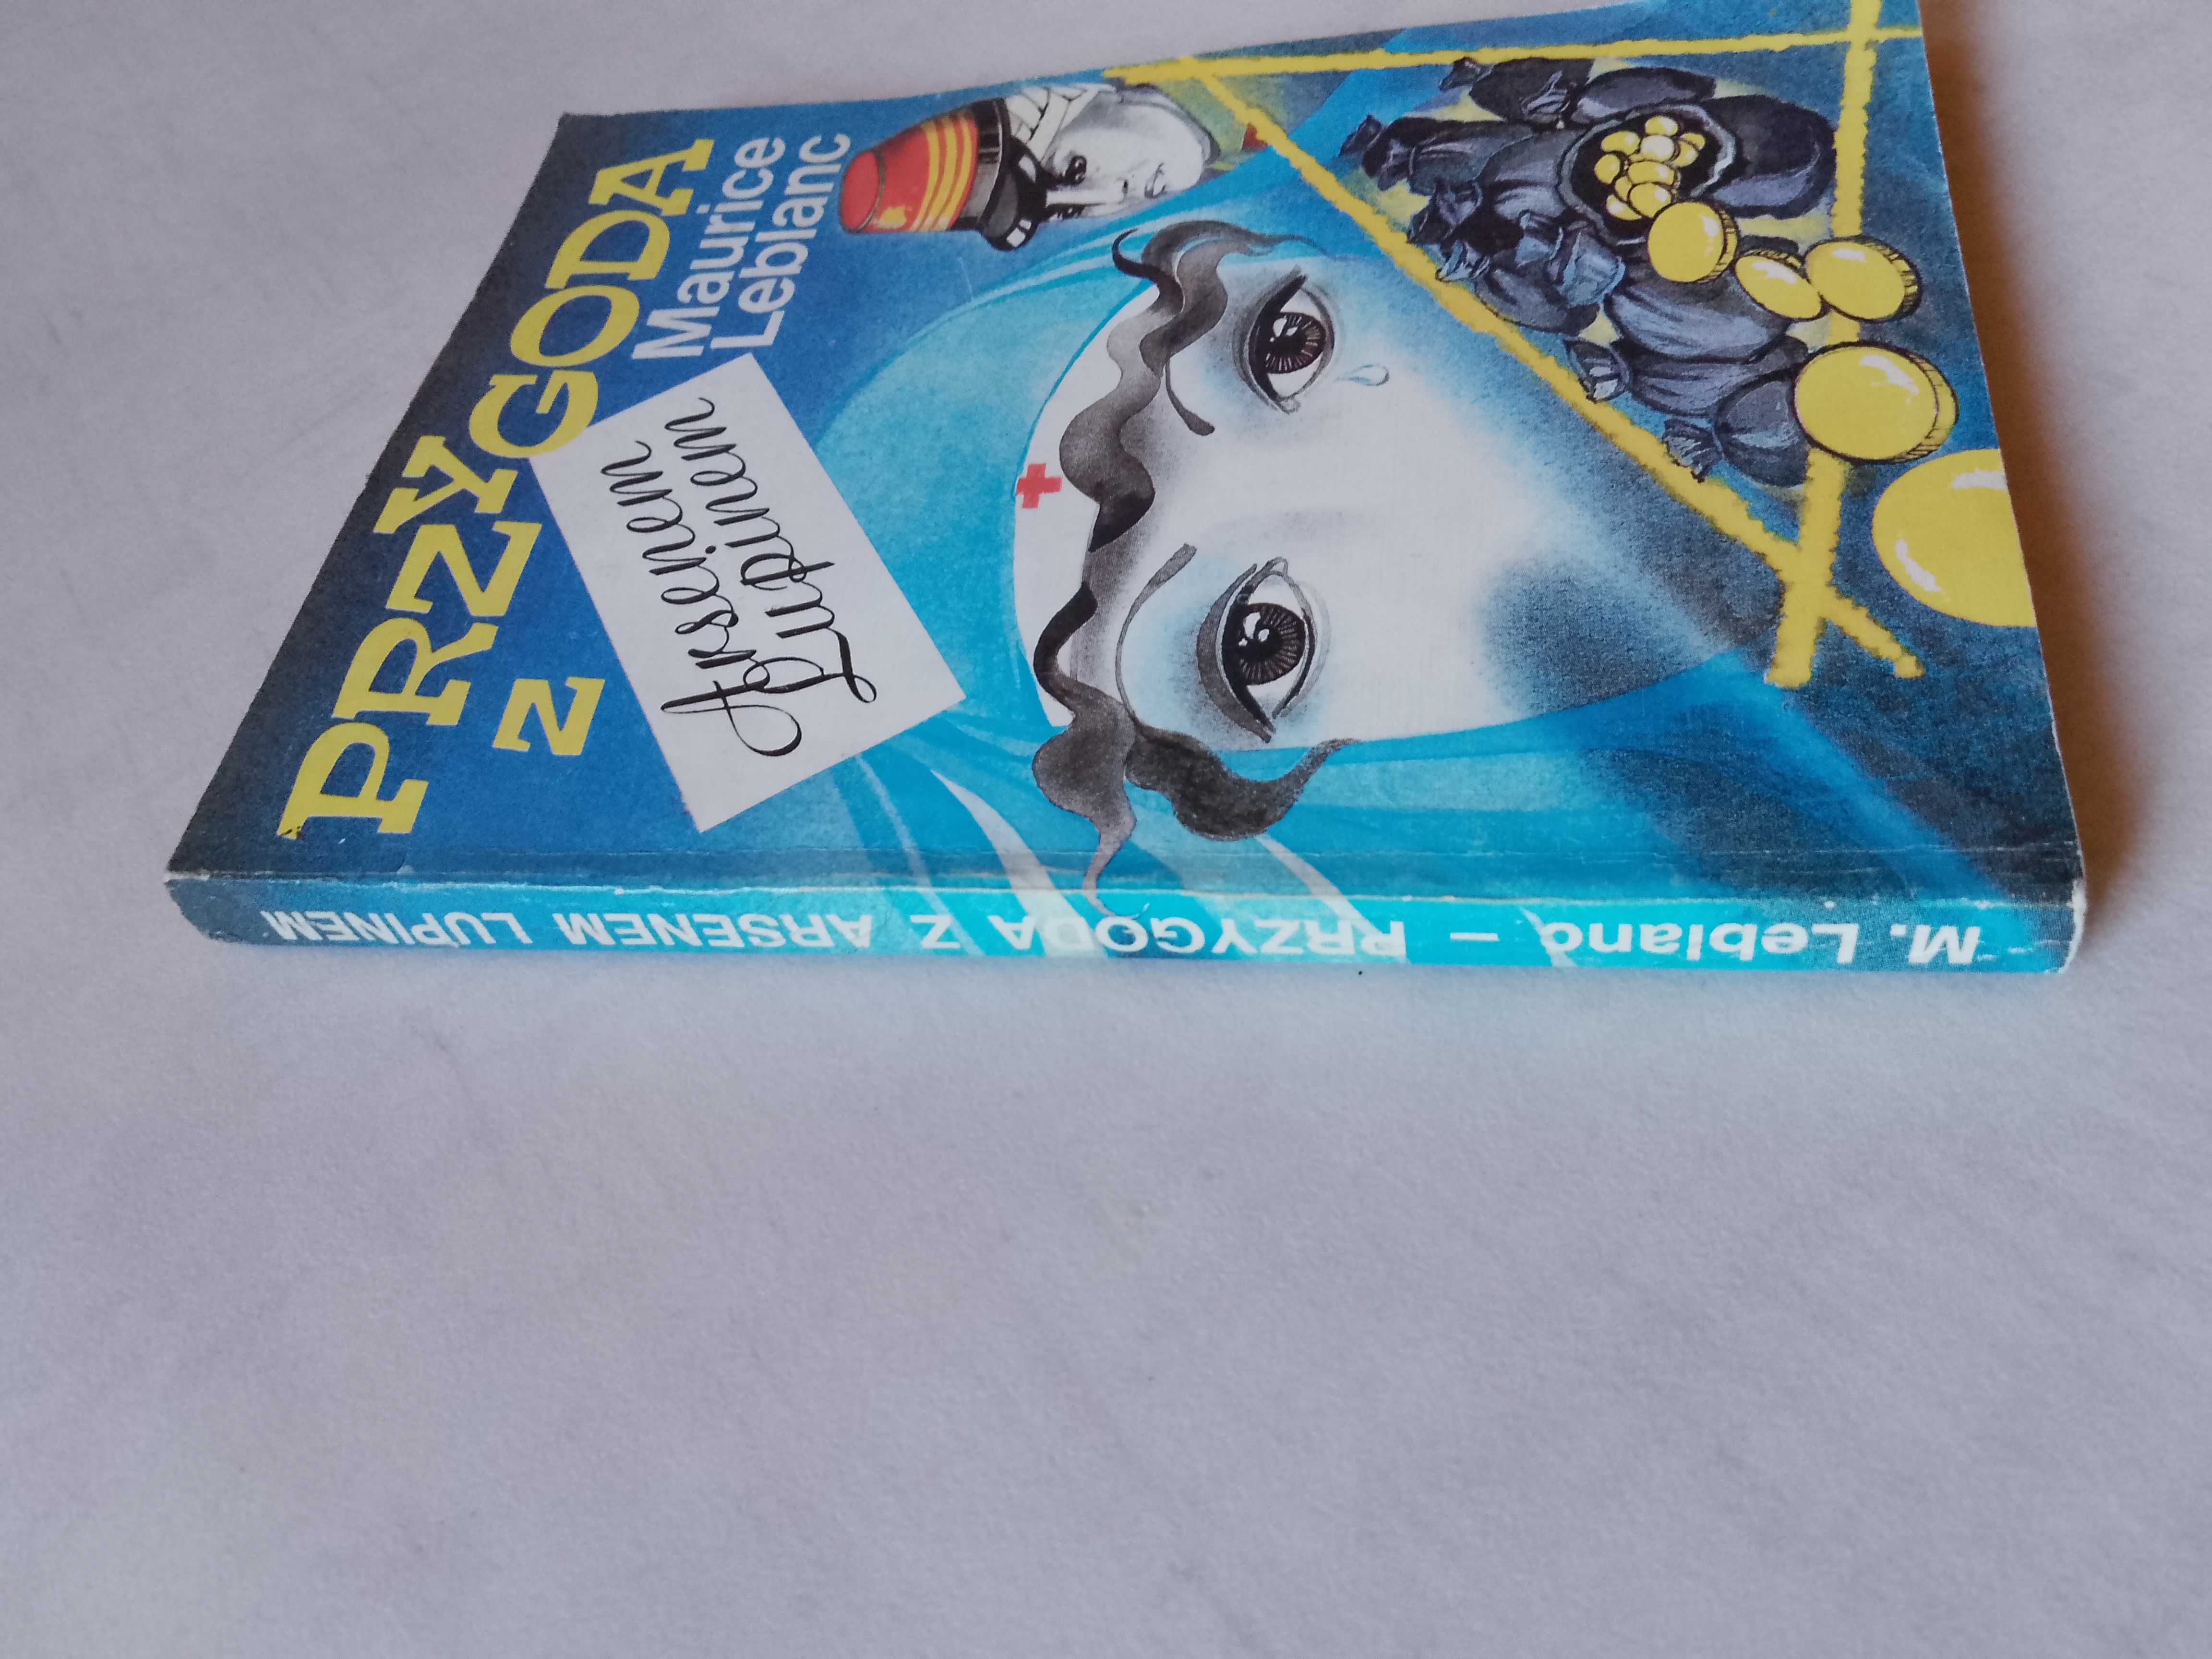 PRZYGODA
Z
Arsenem
Lupinem
Maurice
Leblanc
M. Leblanc – PRZYGODA Z ARSENEM LUPINEM